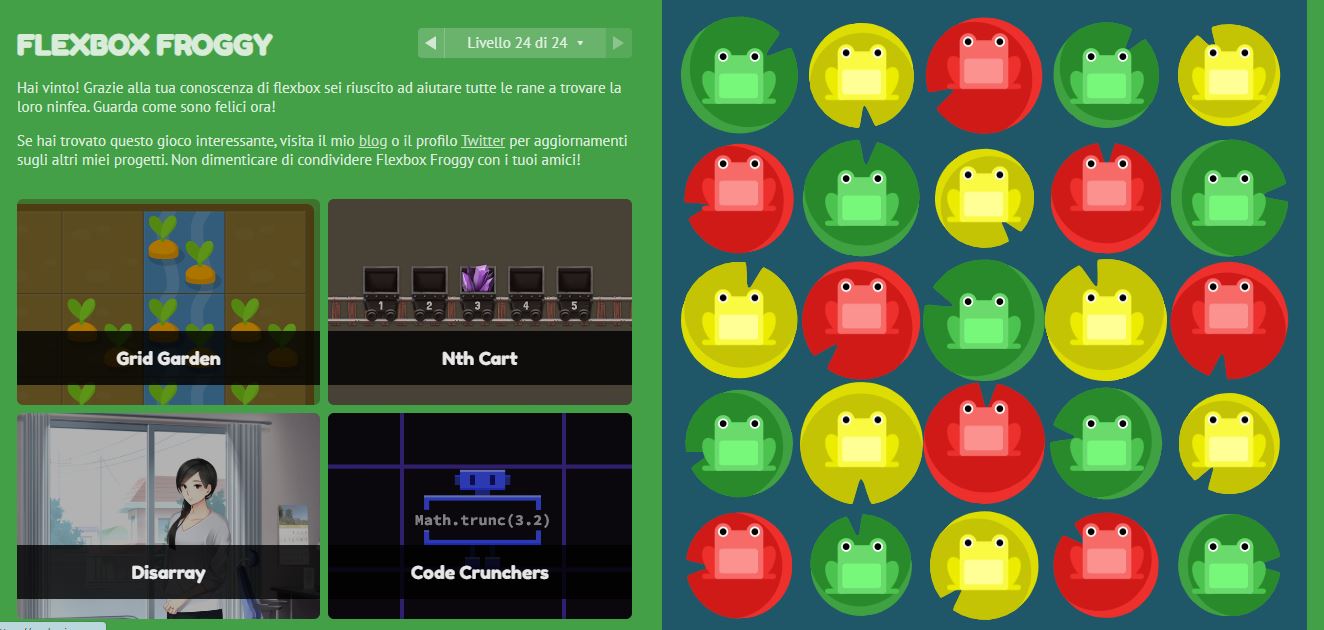 FLEXBOX FROGGY
Livello 24 di 24
Hai vinto! Grazie alla tua conoscenza di flexbox sei riuscito ad aiutare tutte le rane a trovare la
loro ninfea. Guarda come sono felici ora!
Se hai trovato questo gioco interessante, visita il mio blog o il profilo Twitter per aggiornamenti
sugli altri miei progetti. Non dimenticare di condividere Flexbox Froggy con i tuoi amici!
Grid Garden
1 2 3 4 5
Nth Cart
Disarray
Math.trunc(3.2)
Code Crunchers